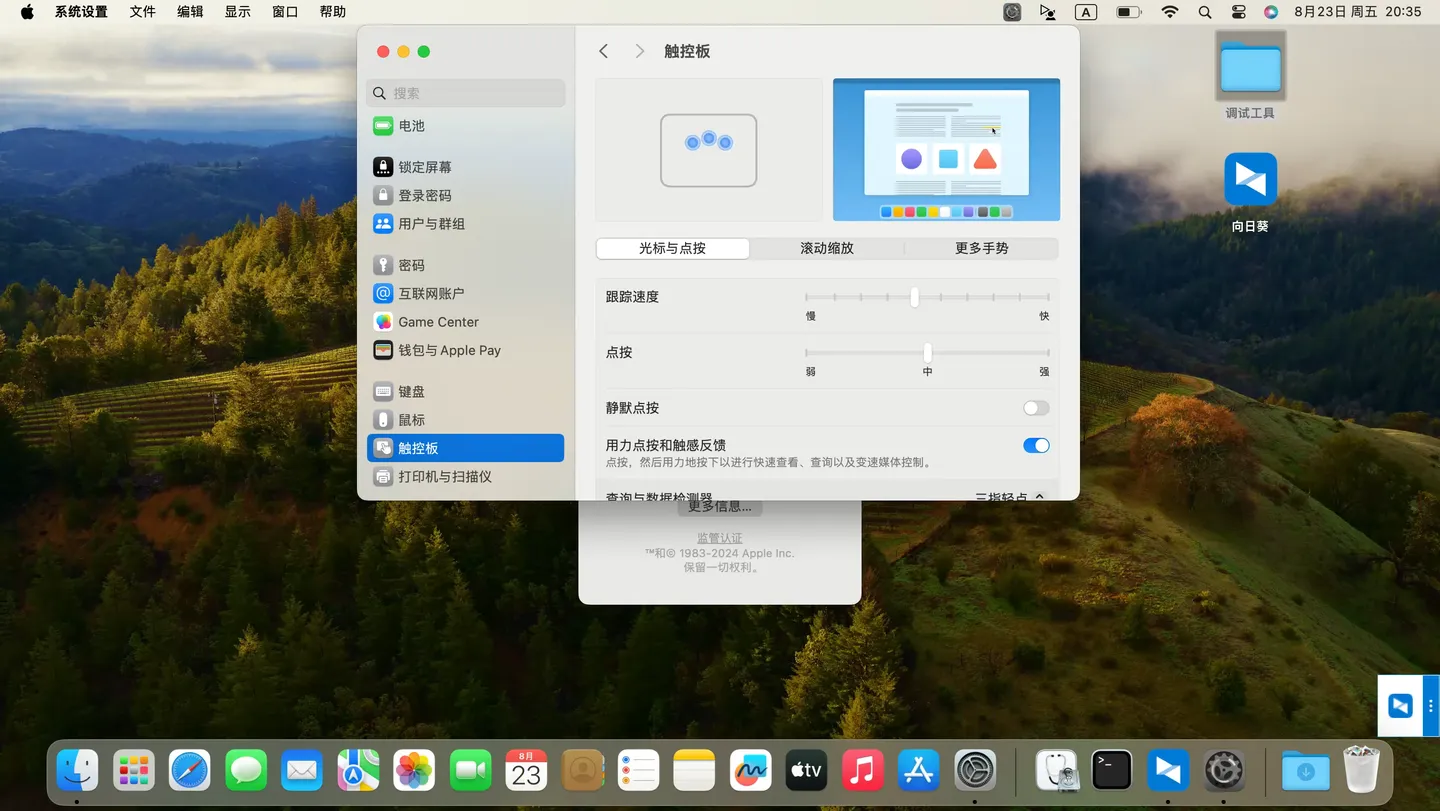 系统设置 文件 编辑 显示 窗口 帮助 A 8月23日 周五 20:35
触控板
搜索
电池
锁定屏幕
登录密码
用户与群组
密码
互联网账户
Game Center
钱包与 Apple Pay
键盘
鼠标
触控板
打印机与扫描仪
光标与点按 滚动缩放 更多手势
跟踪速度
慢 快
点按
弱 中 强
静默点按
用力点按和触感反馈
点按，然后用力地按下以进行快速查看、查询以及变速媒体控制。
查询与数据检测器 三指轻点
更多信息...
监管认证
™和© 1983-2024 Apple Inc.
保留一切权利。
调试工具
向日葵
8月
23
tv
>_